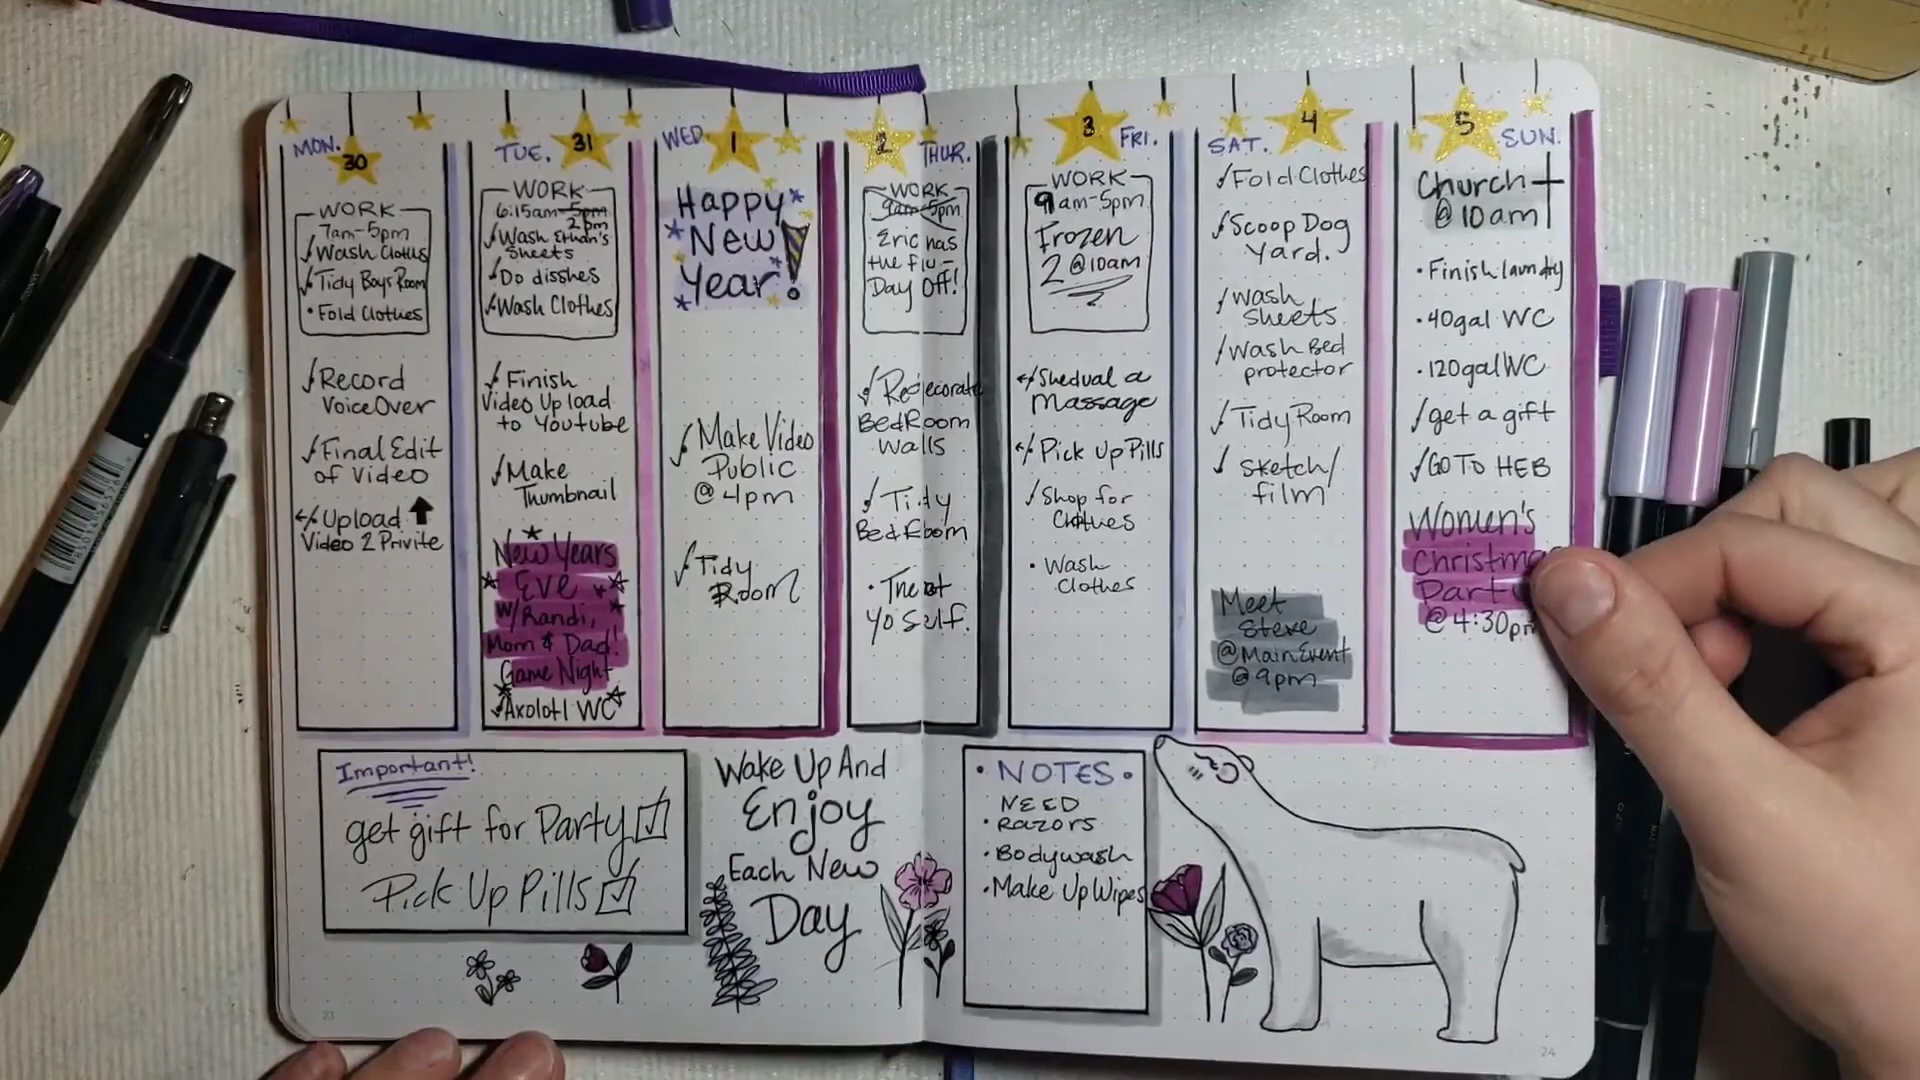 MON.
30
WORK
7am-5pm
Wash Cloths
Tidy Boys Room
Fold Clothes
Record
Voice Over
Final Edit
of Video
Upload
Video 2 Privite
TUE.
31
WORK
6:15am-5pm
2pm
Wash Ethan's
Sheets
Do disshes
Wash Clothes
Finish
Video Upload
to Youtube
Make
Thumbnail
New Years
Eve
w/Randi,
Mom & Dad!
Game Night
Axolotl WC
WED.
1
Happy
New
Year!
Make Video
Public
@ 4pm
Tidy
Room
2
THUR.
WORK
9am-5pm
Eric has
the flu-
Day Off!
Redecorate
BedRoom
Walls
Tidy
BedRoom
Treat
Yo Self.
3
FRI.
WORK
9am-5pm
Frozen
2 @10am
Shedual a
Massage
Pick Up Pills
Shop for
Clothes
Wash
Clothes
SAT.
4
Fold Clothes
Scoop Dog
Yard.
Wash
Sheets
Wash Bed
protector
Tidy Room
Sketch/
film
Meet
Steve
@Main Event
@ 9pm
5
SUN.
Church
@ 10am
Finish laundry
40gal WC
120gal WC
get a gift
GO TO HEB
Women's
Christmas
Party
@ 4:30pm
Important!
get gift for Party
Pick Up Pills
Wake Up And
Enjoy
Each New
Day
NOTES
NEED
Razors
Bodywash
Make Up Wipes
23
24